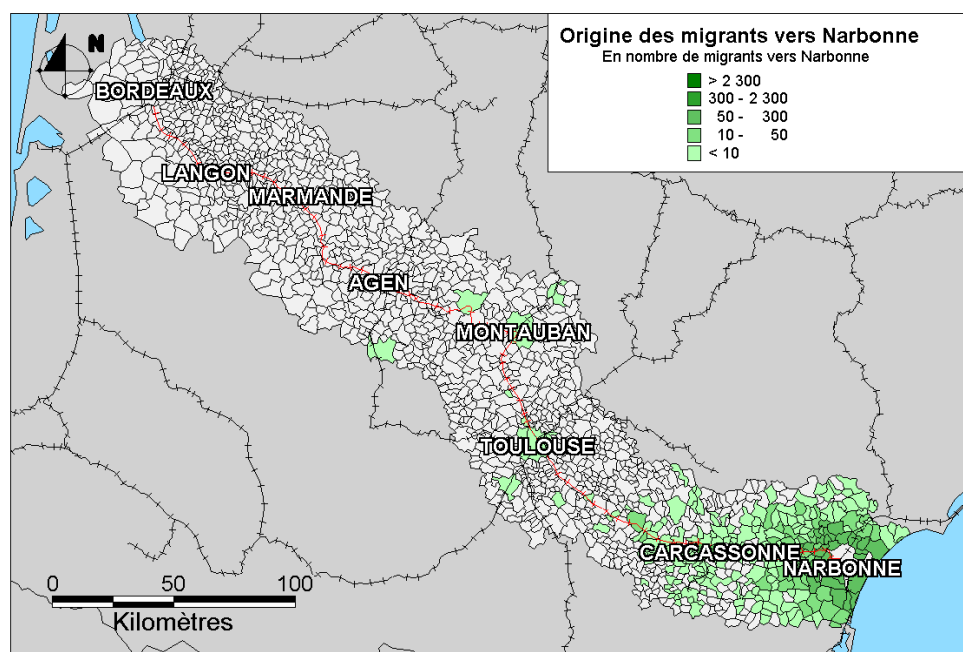 Origine des migrants vers Narbonne
En nombre de migrants vers Narbonne
> 2 300
300 - 2 300
50 - 300
10 - 50
< 10
N
BORDEAUX
LANGON
MARMANDE
AGEN
MONTAUBAN
TOULOUSE
CARCASSONNE
NARBONNE
0 50 100
Kilomètres